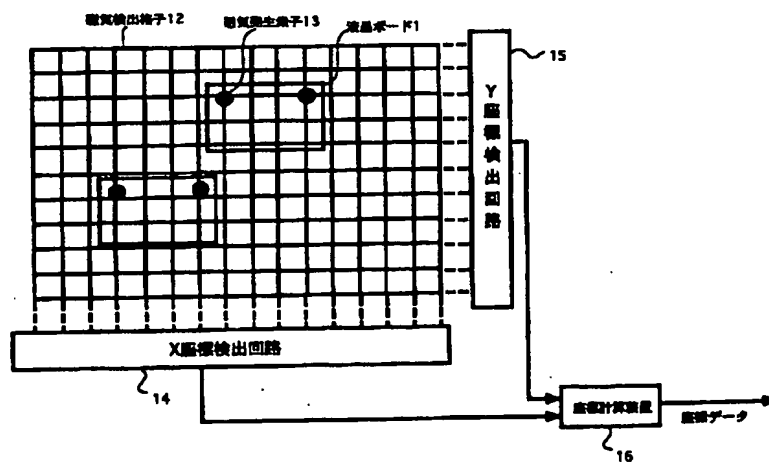 磁気検出格子12
磁気発生素子13
液晶ボード1
15
Y座標検出回路
X座標検出回路
14
座標計算装置
座標データ
16